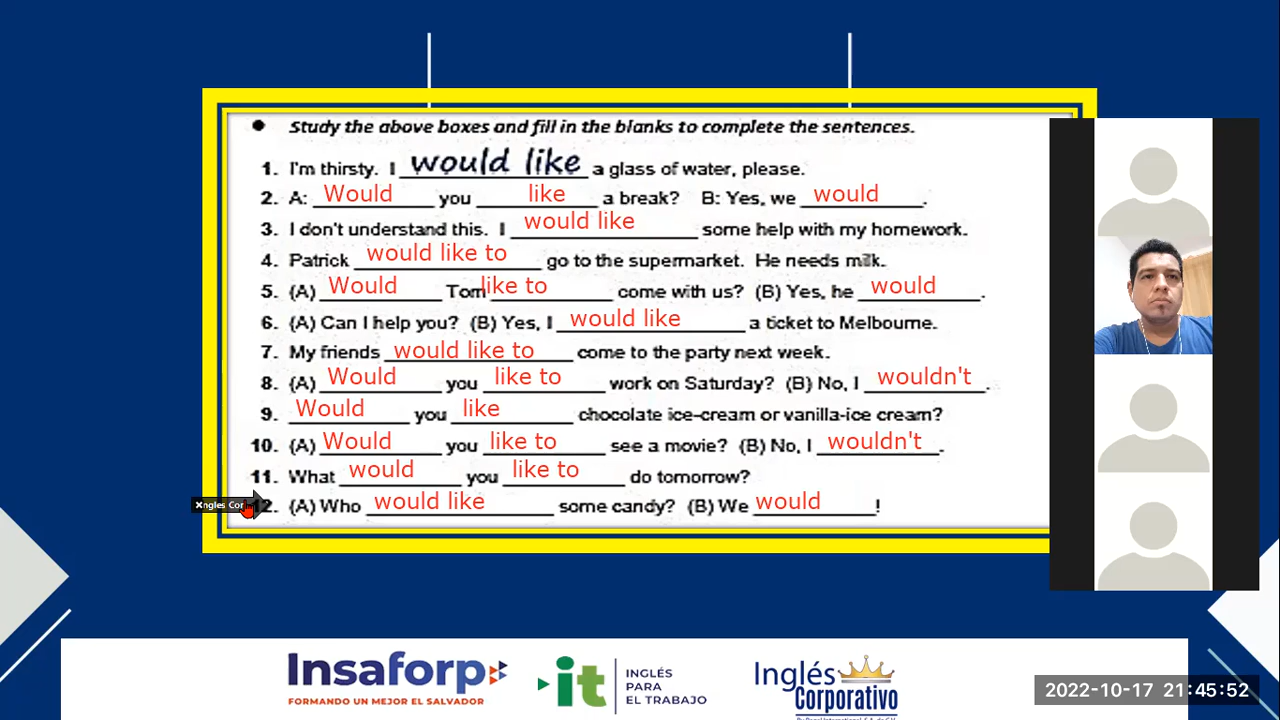 ● Study the above boxes and fill in the blanks to complete the sentences.
1. I'm thirsty. I would like a glass of water, please.
2. A: Would you like a break? B: Yes, we would.
3. I don't understand this. I would like some help with my homework.
4. Patrick would like to go to the supermarket. He needs milk.
5. (A) Would Tom like to come with us? (B) Yes, he would.
6. (A) Can I help you? (B) Yes, I would like a ticket to Melbourne.
7. My friends would like to come to the party next week.
8. (A) Would you like to work on Saturday? (B) No, I wouldn't.
9. Would you like chocolate ice-cream or vanilla-ice cream?
10. (A) Would you like to see a movie? (B) No, I wouldn't.
11. What would you like to do tomorrow?
12. (A) Who would like some candy? (B) We would!
Insaforp
FORMANDO UN MEJOR EL SALVADOR
it
INGLÉS
PARA
EL TRABAJO
Inglés
Corporativo
2022-10-17 21:45:52